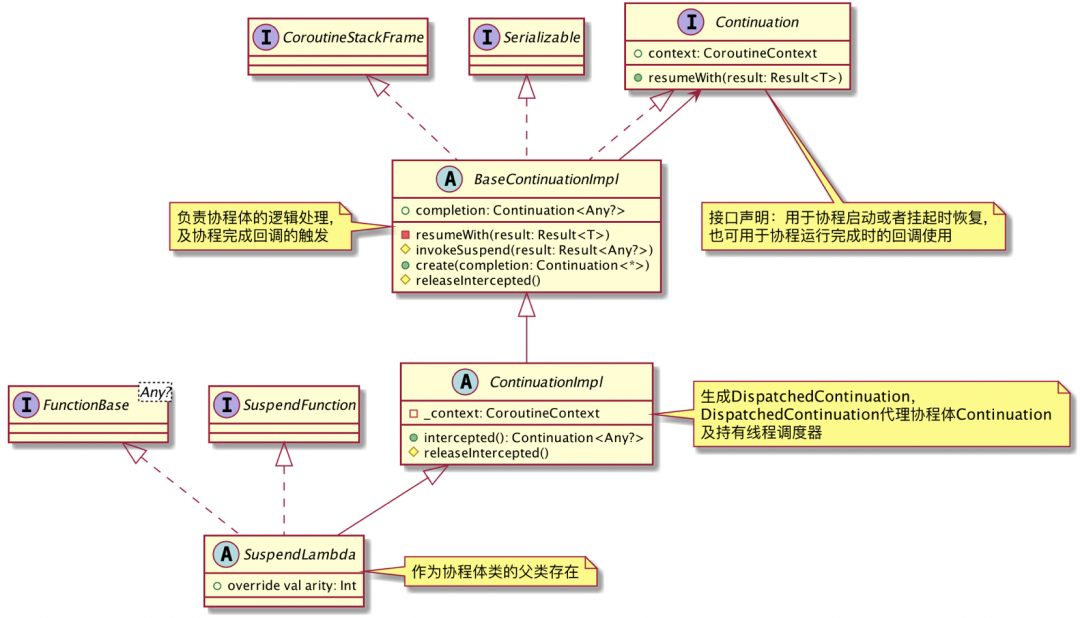 I CoroutineStackFrame
I Serializable
I Continuation
context: CoroutineContext
resumeWith(result: Result<T>)
A BaseContinuationImpl
completion: Continuation<Any?>
resumeWith(result: Result<T>)
invokeSuspend(result: Result<Any?>)
create(completion: Continuation<*>)
releaseIntercepted()
负责协程体的逻辑处理，
及协程完成回调的触发
接口声明：用于协程启动或者挂起时恢复，
也可用于协程运行完成时的回调使用
A ContinuationImpl
_context: CoroutineContext
intercepted(): Continuation<Any?>
releaseIntercepted()
生成DispatchedContinuation，
DispatchedContinuation代理协程体Continuation
及持有线程调度器
I FunctionBase
Any?
I SuspendFunction
A SuspendLambda
override val arity: Int
作为协程体类的父类存在